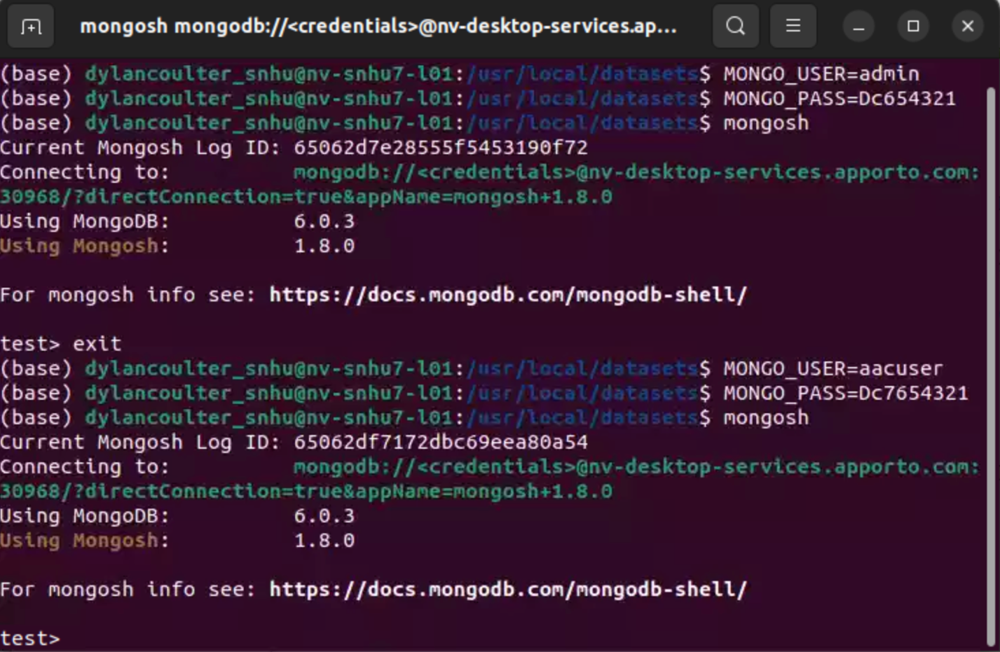 mongosh mongodb://<credentials>@nv-desktop-services.ap...
(base) dylancoulter_snhu@nv-snhu7-l01:/usr/local/datasets$ MONGO_USER=admin
(base) dylancoulter_snhu@nv-snhu7-l01:/usr/local/datasets$ MONGO_PASS=Dc654321
(base) dylancoulter_snhu@nv-snhu7-l01:/usr/local/datasets$ mongosh
Current Mongosh Log ID: 65062d7e28555f5453190f72
Connecting to: mongodb://<credentials>@nv-desktop-services.apporto.com:
30968/?directConnection=true&appName=mongosh+1.8.0
Using MongoDB: 6.0.3
Using Mongosh: 1.8.0
For mongosh info see: https://docs.mongodb.com/mongodb-shell/
test> exit
(base) dylancoulter_snhu@nv-snhu7-l01:/usr/local/datasets$ MONGO_USER=aacuser
(base) dylancoulter_snhu@nv-snhu7-l01:/usr/local/datasets$ MONGO_PASS=Dc7654321
(base) dylancoulter_snhu@nv-snhu7-l01:/usr/local/datasets$ mongosh
Current Mongosh Log ID: 65062df7172dbc69eea80a54
Connecting to: mongodb://<credentials>@nv-desktop-services.apporto.com:
30968/?directConnection=true&appName=mongosh+1.8.0
Using MongoDB: 6.0.3
Using Mongosh: 1.8.0
For mongosh info see: https://docs.mongodb.com/mongodb-shell/
test>